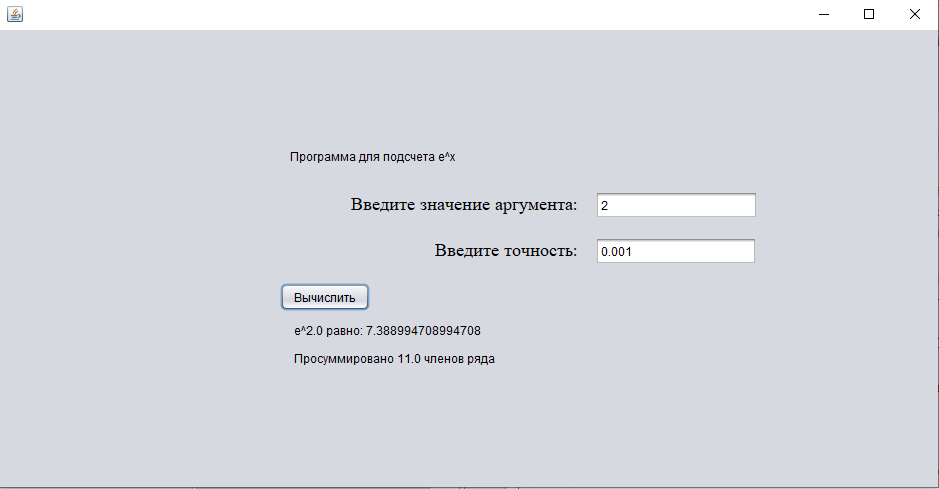 Программа для подсчета e^x
Введите значение аргумента: 2
Введите точность: 0.001
Вычислить
e^2.0 равно: 7.388994708994708
Просуммировано 11.0 членов ряда